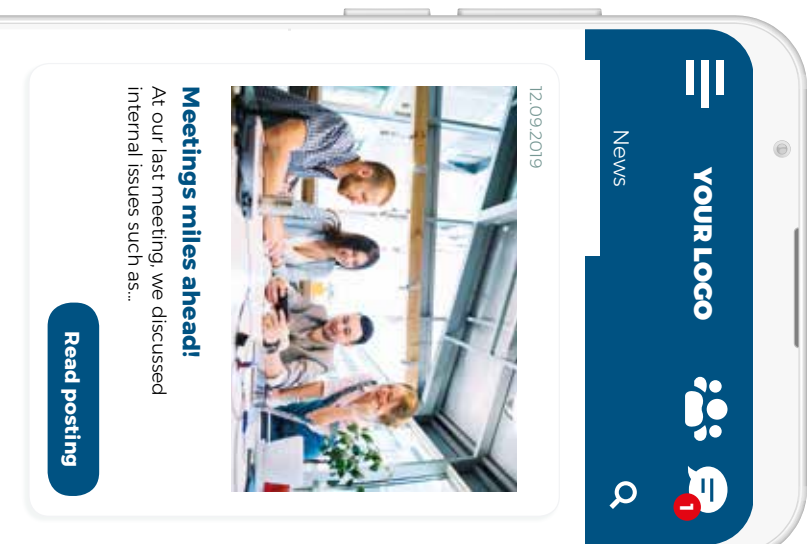 YOUR LOGO
1
News
12.09.2019
Meetings miles ahead!
At our last meeting, we discussed
internal issues such as...
Read posting